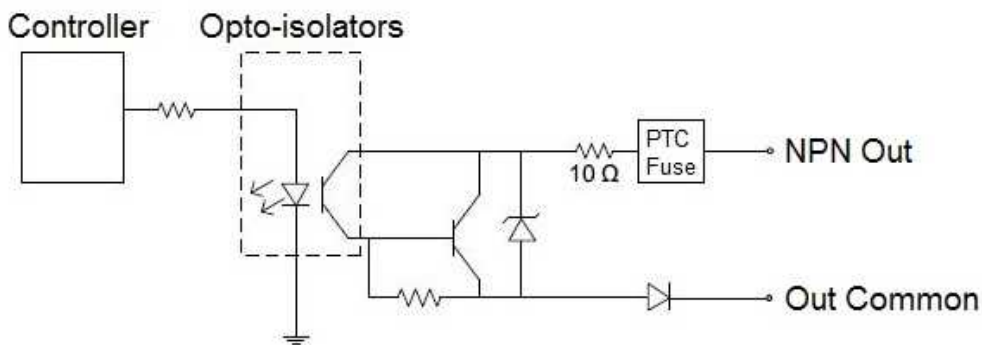 Controller
Opto-isolators
10 Ω
PTC
Fuse
NPN Out
Out Common